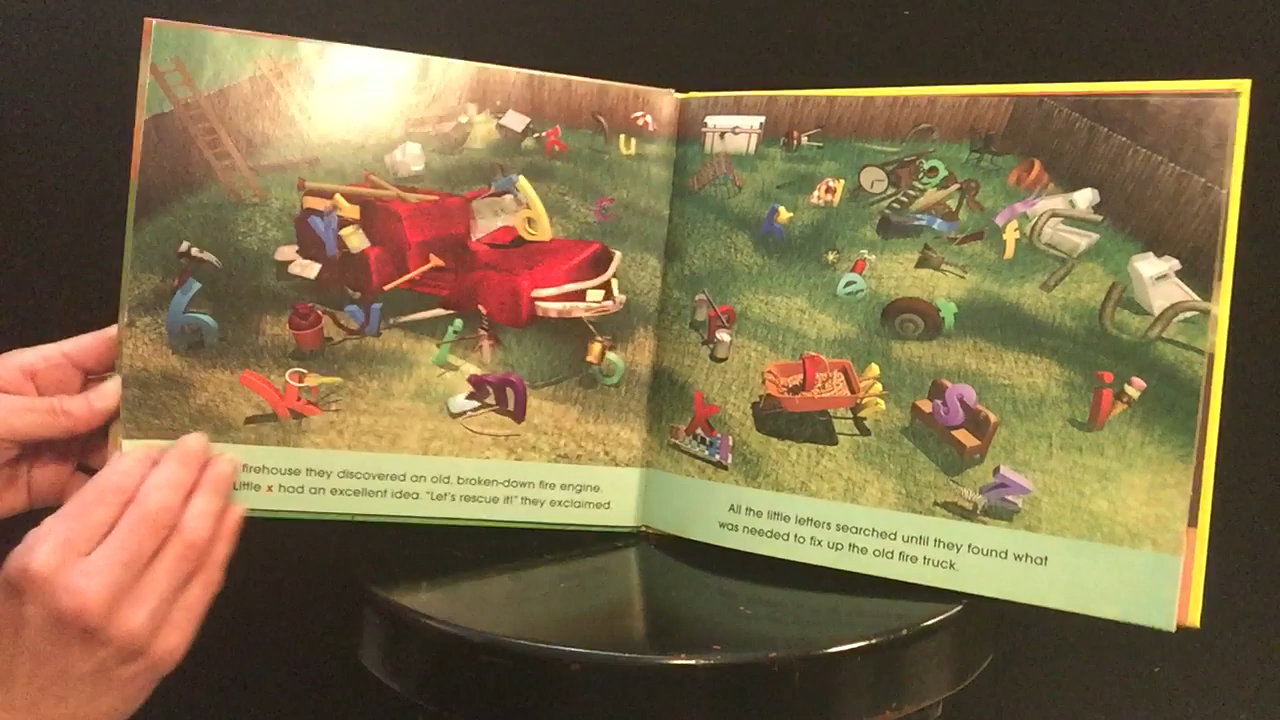 firehouse they discovered an old, broken-down fire engine.
Little x had an excellent idea. "Let's rescue it!" they exclaimed.
All the little letters searched until they found what
was needed to fix up the old fire truck.